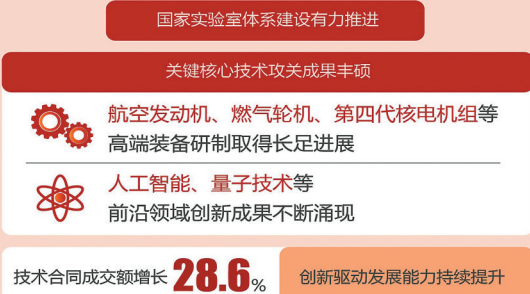 国家实验室体系建设有力推进
关键核心技术攻关成果丰硕
航空发动机、燃气轮机、第四代核电机组等
高端装备研制取得长足进展
人工智能、量子技术等
前沿领域创新成果不断涌现
技术合同成交额增长28.6%
创新驱动发展能力持续提升